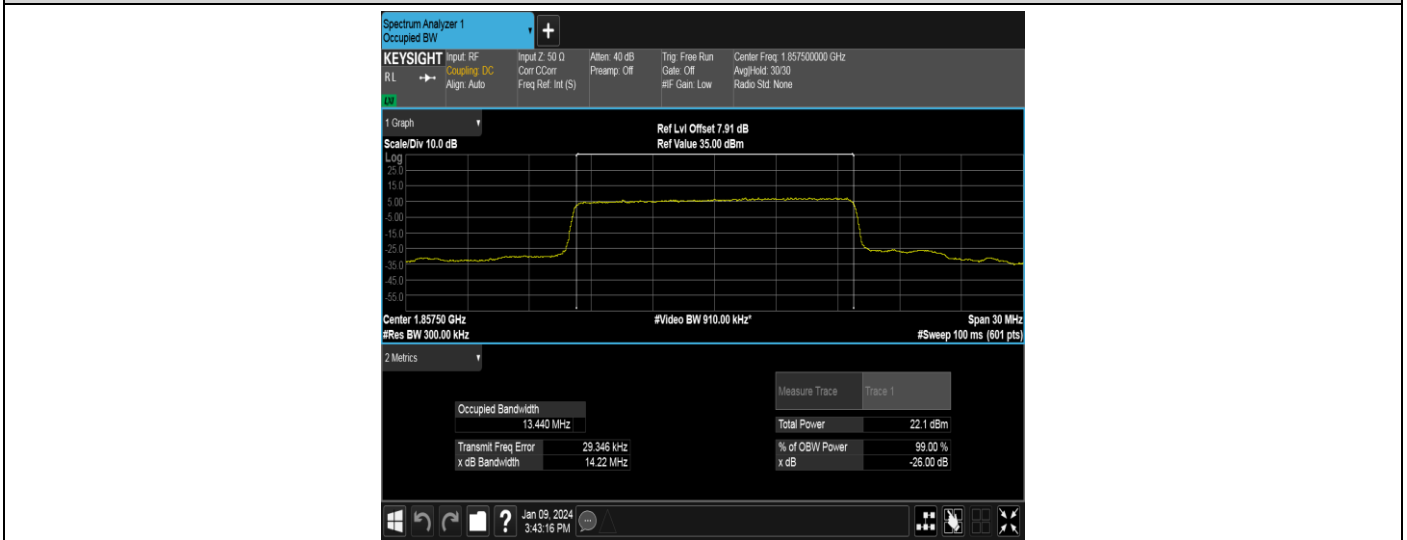 Spectrum Analyzer 1
Occupied BW
+
KEYSIGHT
RL
LXI
Input: RF
Coupling: DC
Align: Auto
Input Z: 50 Ω
Corr CCorr
Freq Ref: Int (S)
Atten: 40 dB
Preamp: Off
Trig: Free Run
Gate: Off
#IF Gain: Low
Center Freq: 1.857500000 GHz
Avg|Hold: 30/30
Radio Std: None
1 Graph
Scale/Div 10.0 dB
Ref Lvl Offset 7.91 dB
Ref Value 35.00 dBm
Log
25.0
15.0
5.00
-5.00
-15.0
-25.0
-35.0
-45.0
-55.0
Center 1.85750 GHz
#Video BW 910.00 kHz*
Span 30 MHz
#Res BW 300.00 kHz
#Sweep 100 ms (601 pts)
2 Metrics
Measure Trace Trace 1
Occupied Bandwidth
13.440 MHz
Total Power 22.1 dBm
Transmit Freq Error 29.346 kHz
% of OBW Power 99.00 %
x dB Bandwidth 14.22 MHz
x dB -26.00 dB
?
Jan 09, 2024
3:43:16 PM